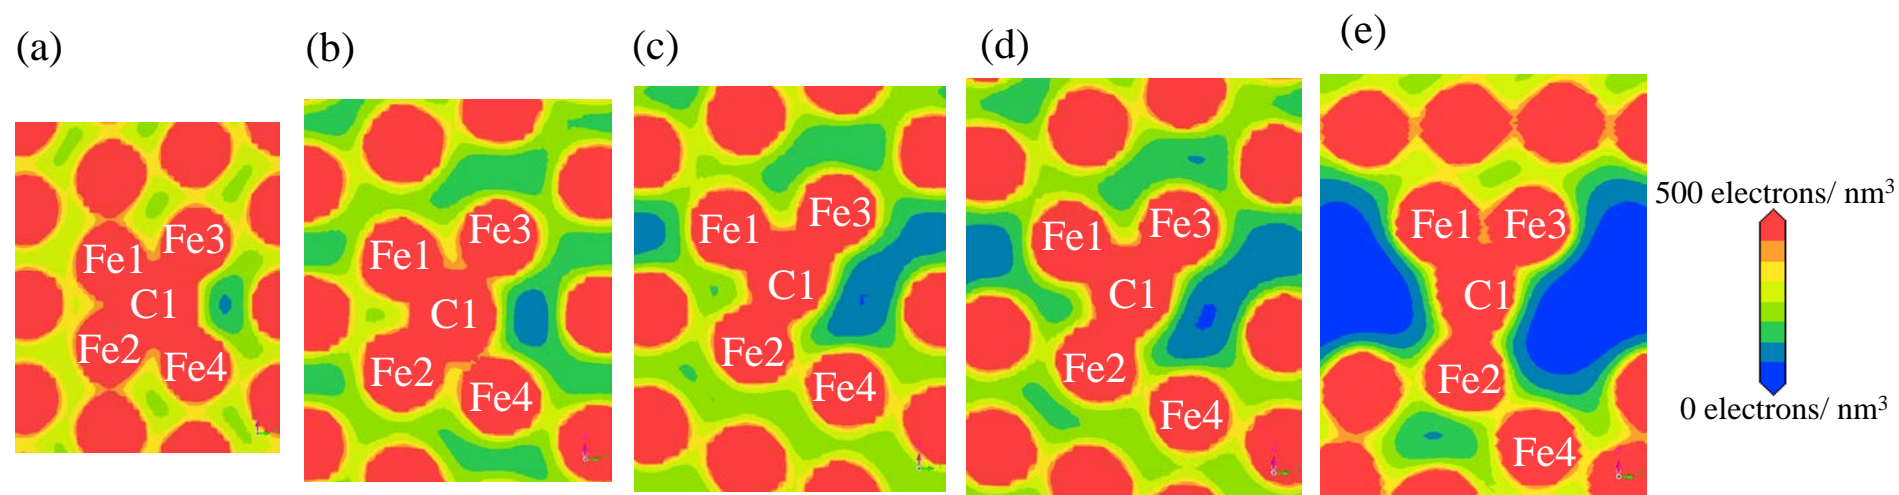 (a)
(b)
(c)
(d)
(e)
Fe1
Fe3
C1
Fe2
Fe4
Fe1
Fe3
C1
Fe2
Fe4
Fe1
Fe3
C1
Fe2
Fe4
Fe1
Fe3
C1
Fe2
Fe4
Fe1
Fe3
C1
Fe2
Fe4
500 electrons/ nm³
0 electrons/ nm³